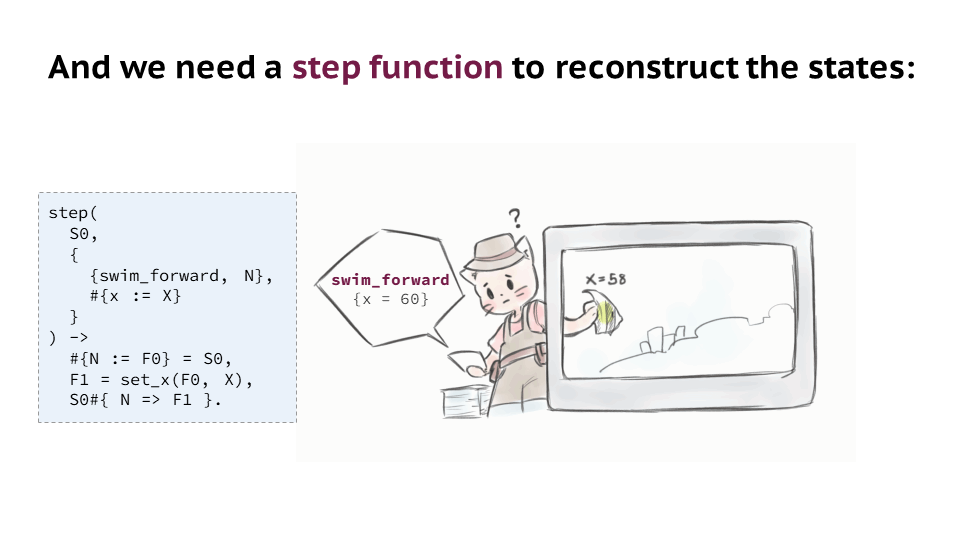 And we need a step function to reconstruct the states:
step(
S0,
{
{swim_forward, N},
#{x := X}
}
) ->
#{N := F0} = S0,
F1 = set_x(F0, X),
S0#{ N => F1 }.
swim_forward
{x = 60}
?
X=58